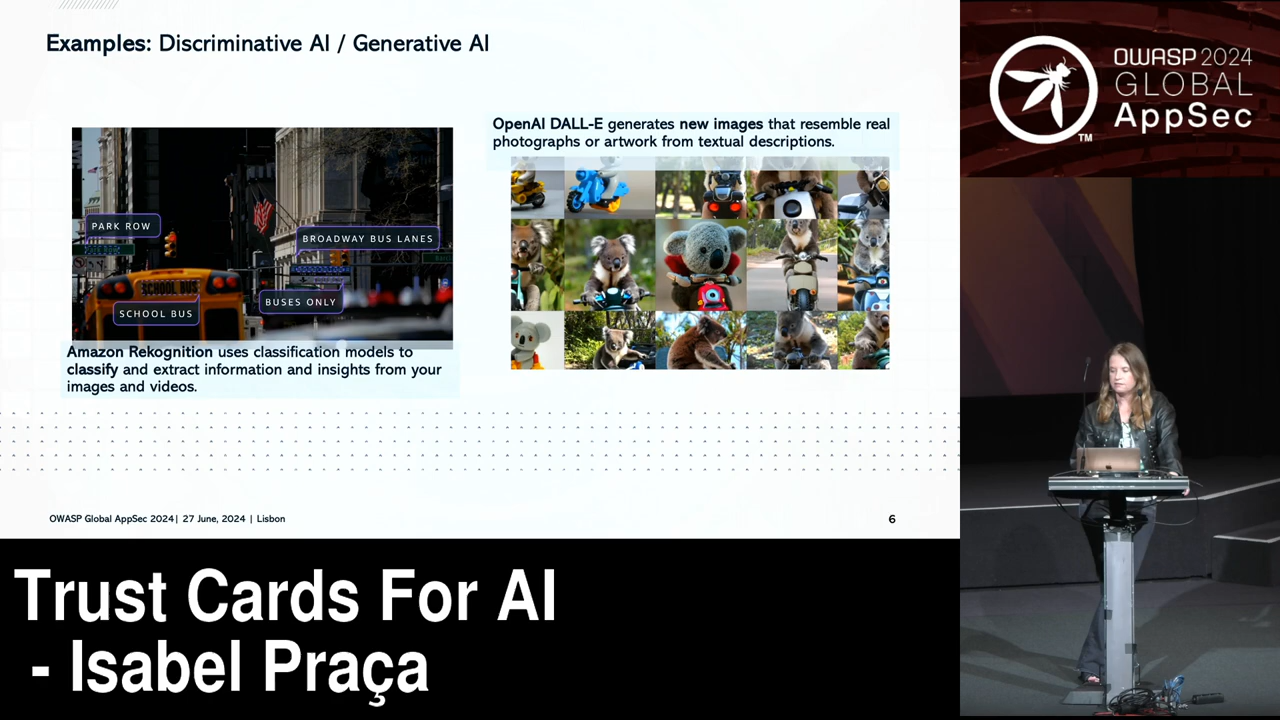 Examples: Discriminative AI / Generative AI
PARK ROW
BROADWAY BUS LANES
SCHOOL BUS
BUSES ONLY
SCHOOL BUS
Amazon Rekognition uses classification models to
classify and extract information and insights from your
images and videos.
OpenAI DALL-E generates new images that resemble real
photographs or artwork from textual descriptions.
OWASP Global AppSec 2024| 27 June, 2024 | Lisbon
6
OWASP 2024
GLOBAL
AppSec
TM
Trust Cards For AI
- Isabel Praça